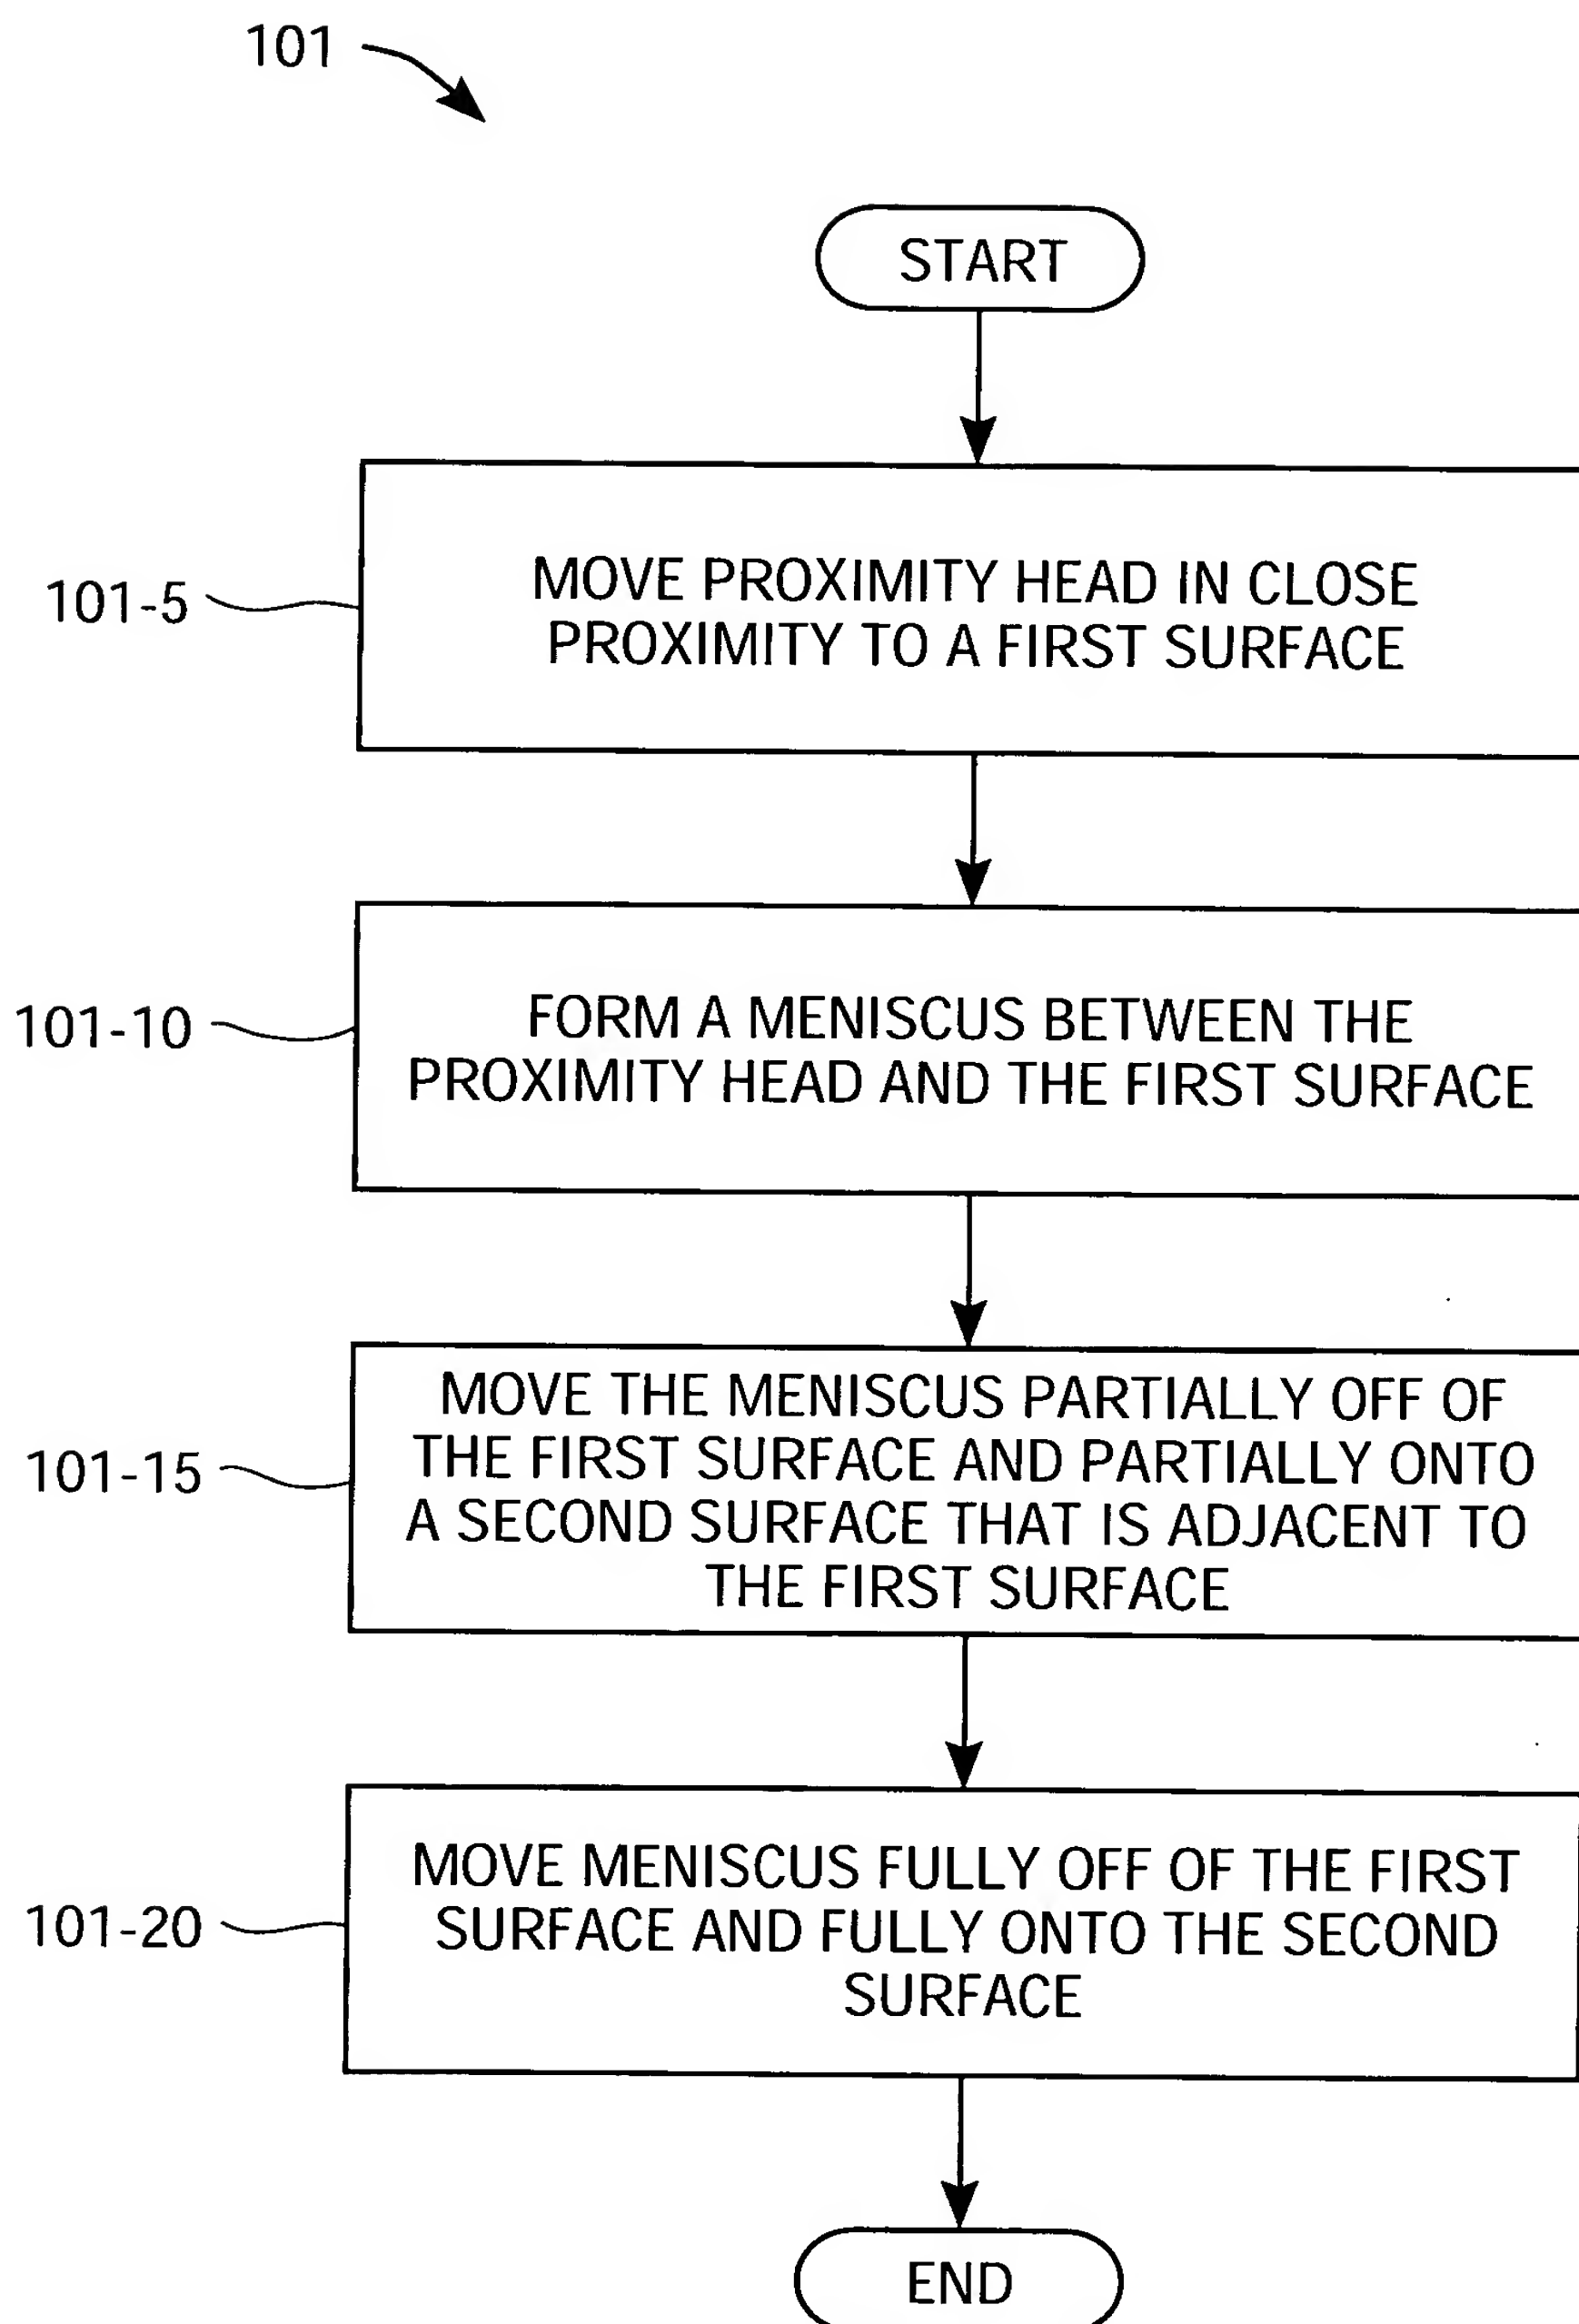 101
START
101-5
MOVE PROXIMITY HEAD IN CLOSE
PROXIMITY TO A FIRST SURFACE
101-10
FORM A MENISCUS BETWEEN THE
PROXIMITY HEAD AND THE FIRST SURFACE
101-15
MOVE THE MENISCUS PARTIALLY OFF OF
THE FIRST SURFACE AND PARTIALLY ONTO
A SECOND SURFACE THAT IS ADJACENT TO
THE FIRST SURFACE
101-20
MOVE MENISCUS FULLY OFF OF THE FIRST
SURFACE AND FULLY ONTO THE SECOND
SURFACE
END